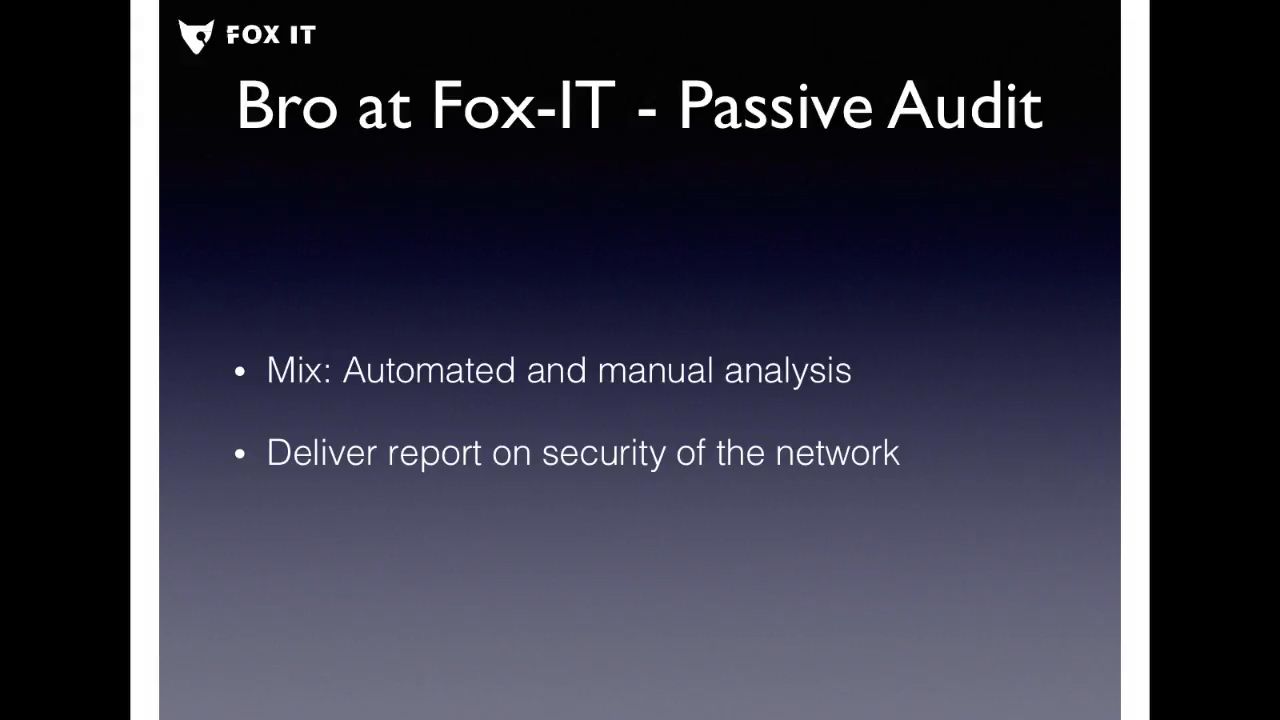 FOX IT
Bro at Fox-IT - Passive Audit
• Mix: Automated and manual analysis
• Deliver report on security of the network